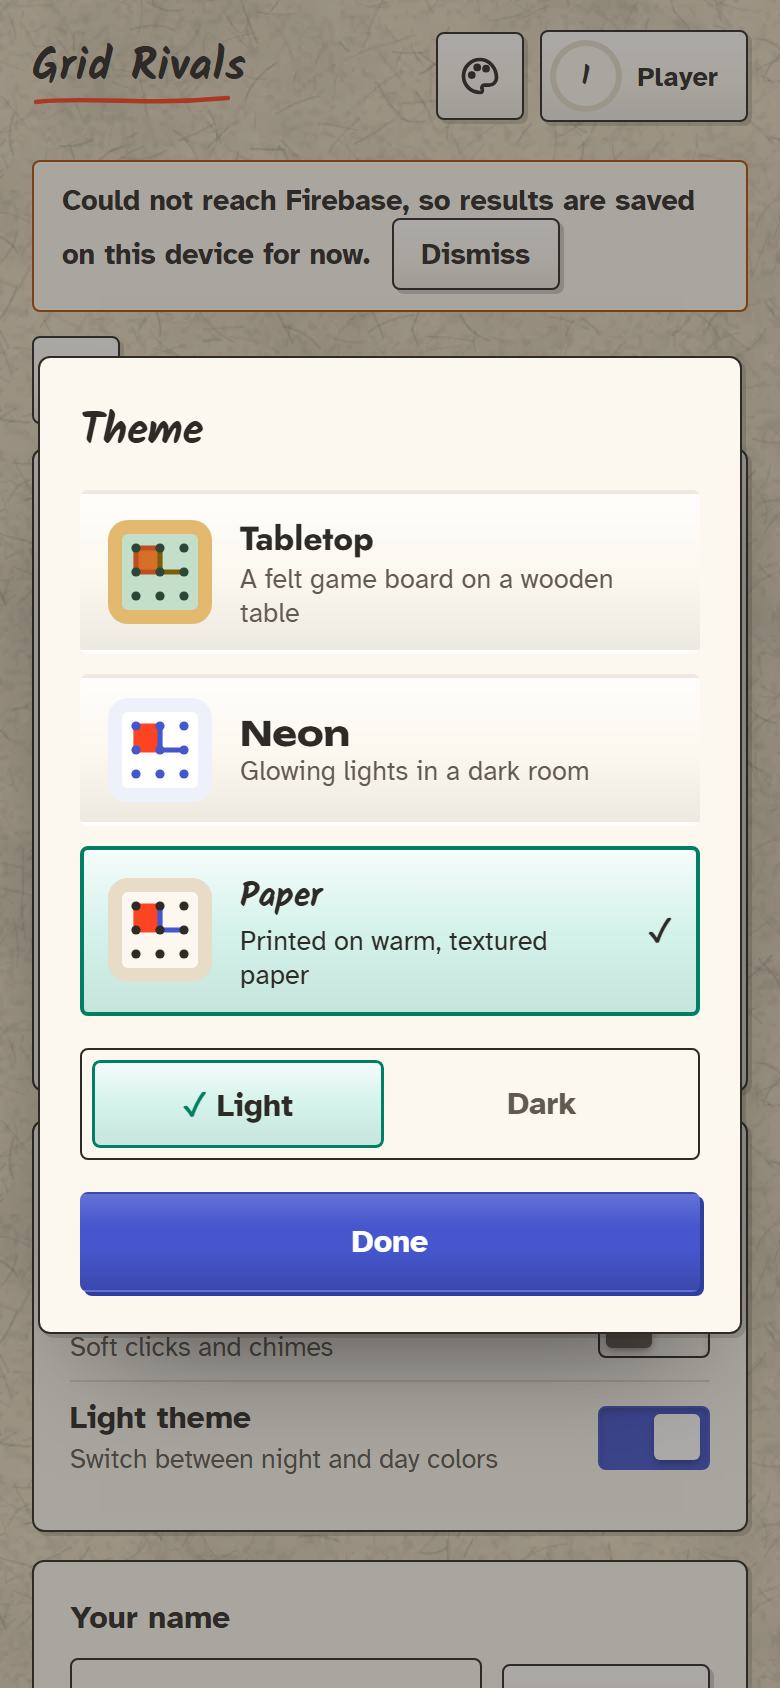 Grid Rivals
Player
Could not reach Firebase, so results are saved
on this device for now.
Dismiss
Theme
Tabletop
A felt game board on a wooden
table
Neon
Glowing lights in a dark room
Paper
Printed on warm, textured
paper
✓
✓ Light
Dark
Done
Soft clicks and chimes
Light theme
Switch between night and day colors
Your name